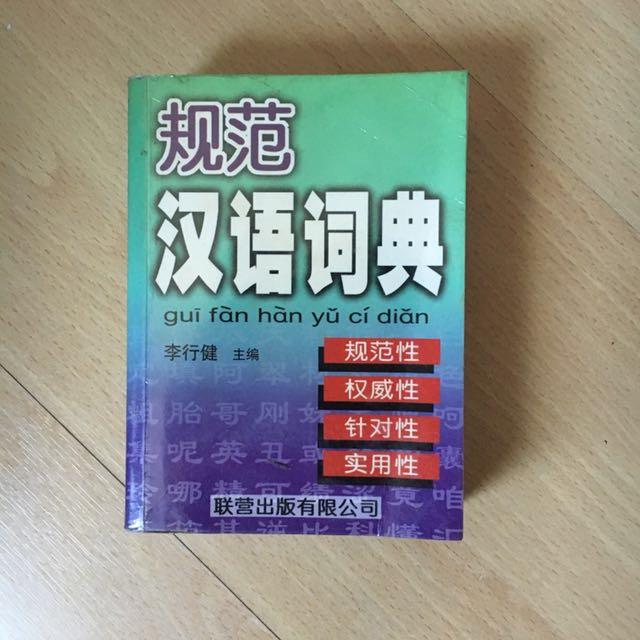 规范
汉语词典
guī fàn hàn yǔ cí diǎn
李行健 主编
规范性
权威性
针对性
实用性
联营出版有限公司